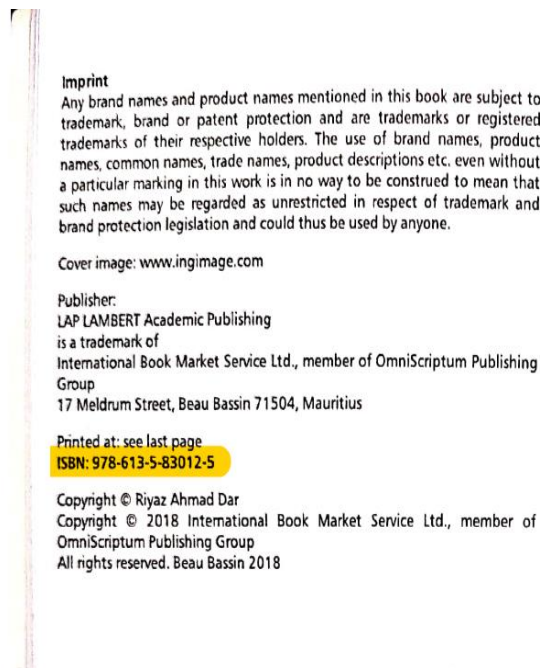 Imprint
Any brand names and product names mentioned in this book are subject to
trademark, brand or patent protection and are trademarks or registered
trademarks of their respective holders. The use of brand names, product
names, common names, trade names, product descriptions etc. even without
a particular marking in this work is in no way to be construed to mean that
such names may be regarded as unrestricted in respect of trademark and
brand protection legislation and could thus be used by anyone.
Cover image: www.ingimage.com
Publisher:
LAP LAMBERT Academic Publishing
is a trademark of
International Book Market Service Ltd., member of OmniScriptum Publishing
Group
17 Meldrum Street, Beau Bassin 71504, Mauritius
Printed at: see last page
ISBN: 978-613-5-83012-5
Copyright © Riyaz Ahmad Dar
Copyright © 2018 International Book Market Service Ltd., member of
OmniScriptum Publishing Group
All rights reserved. Beau Bassin 2018